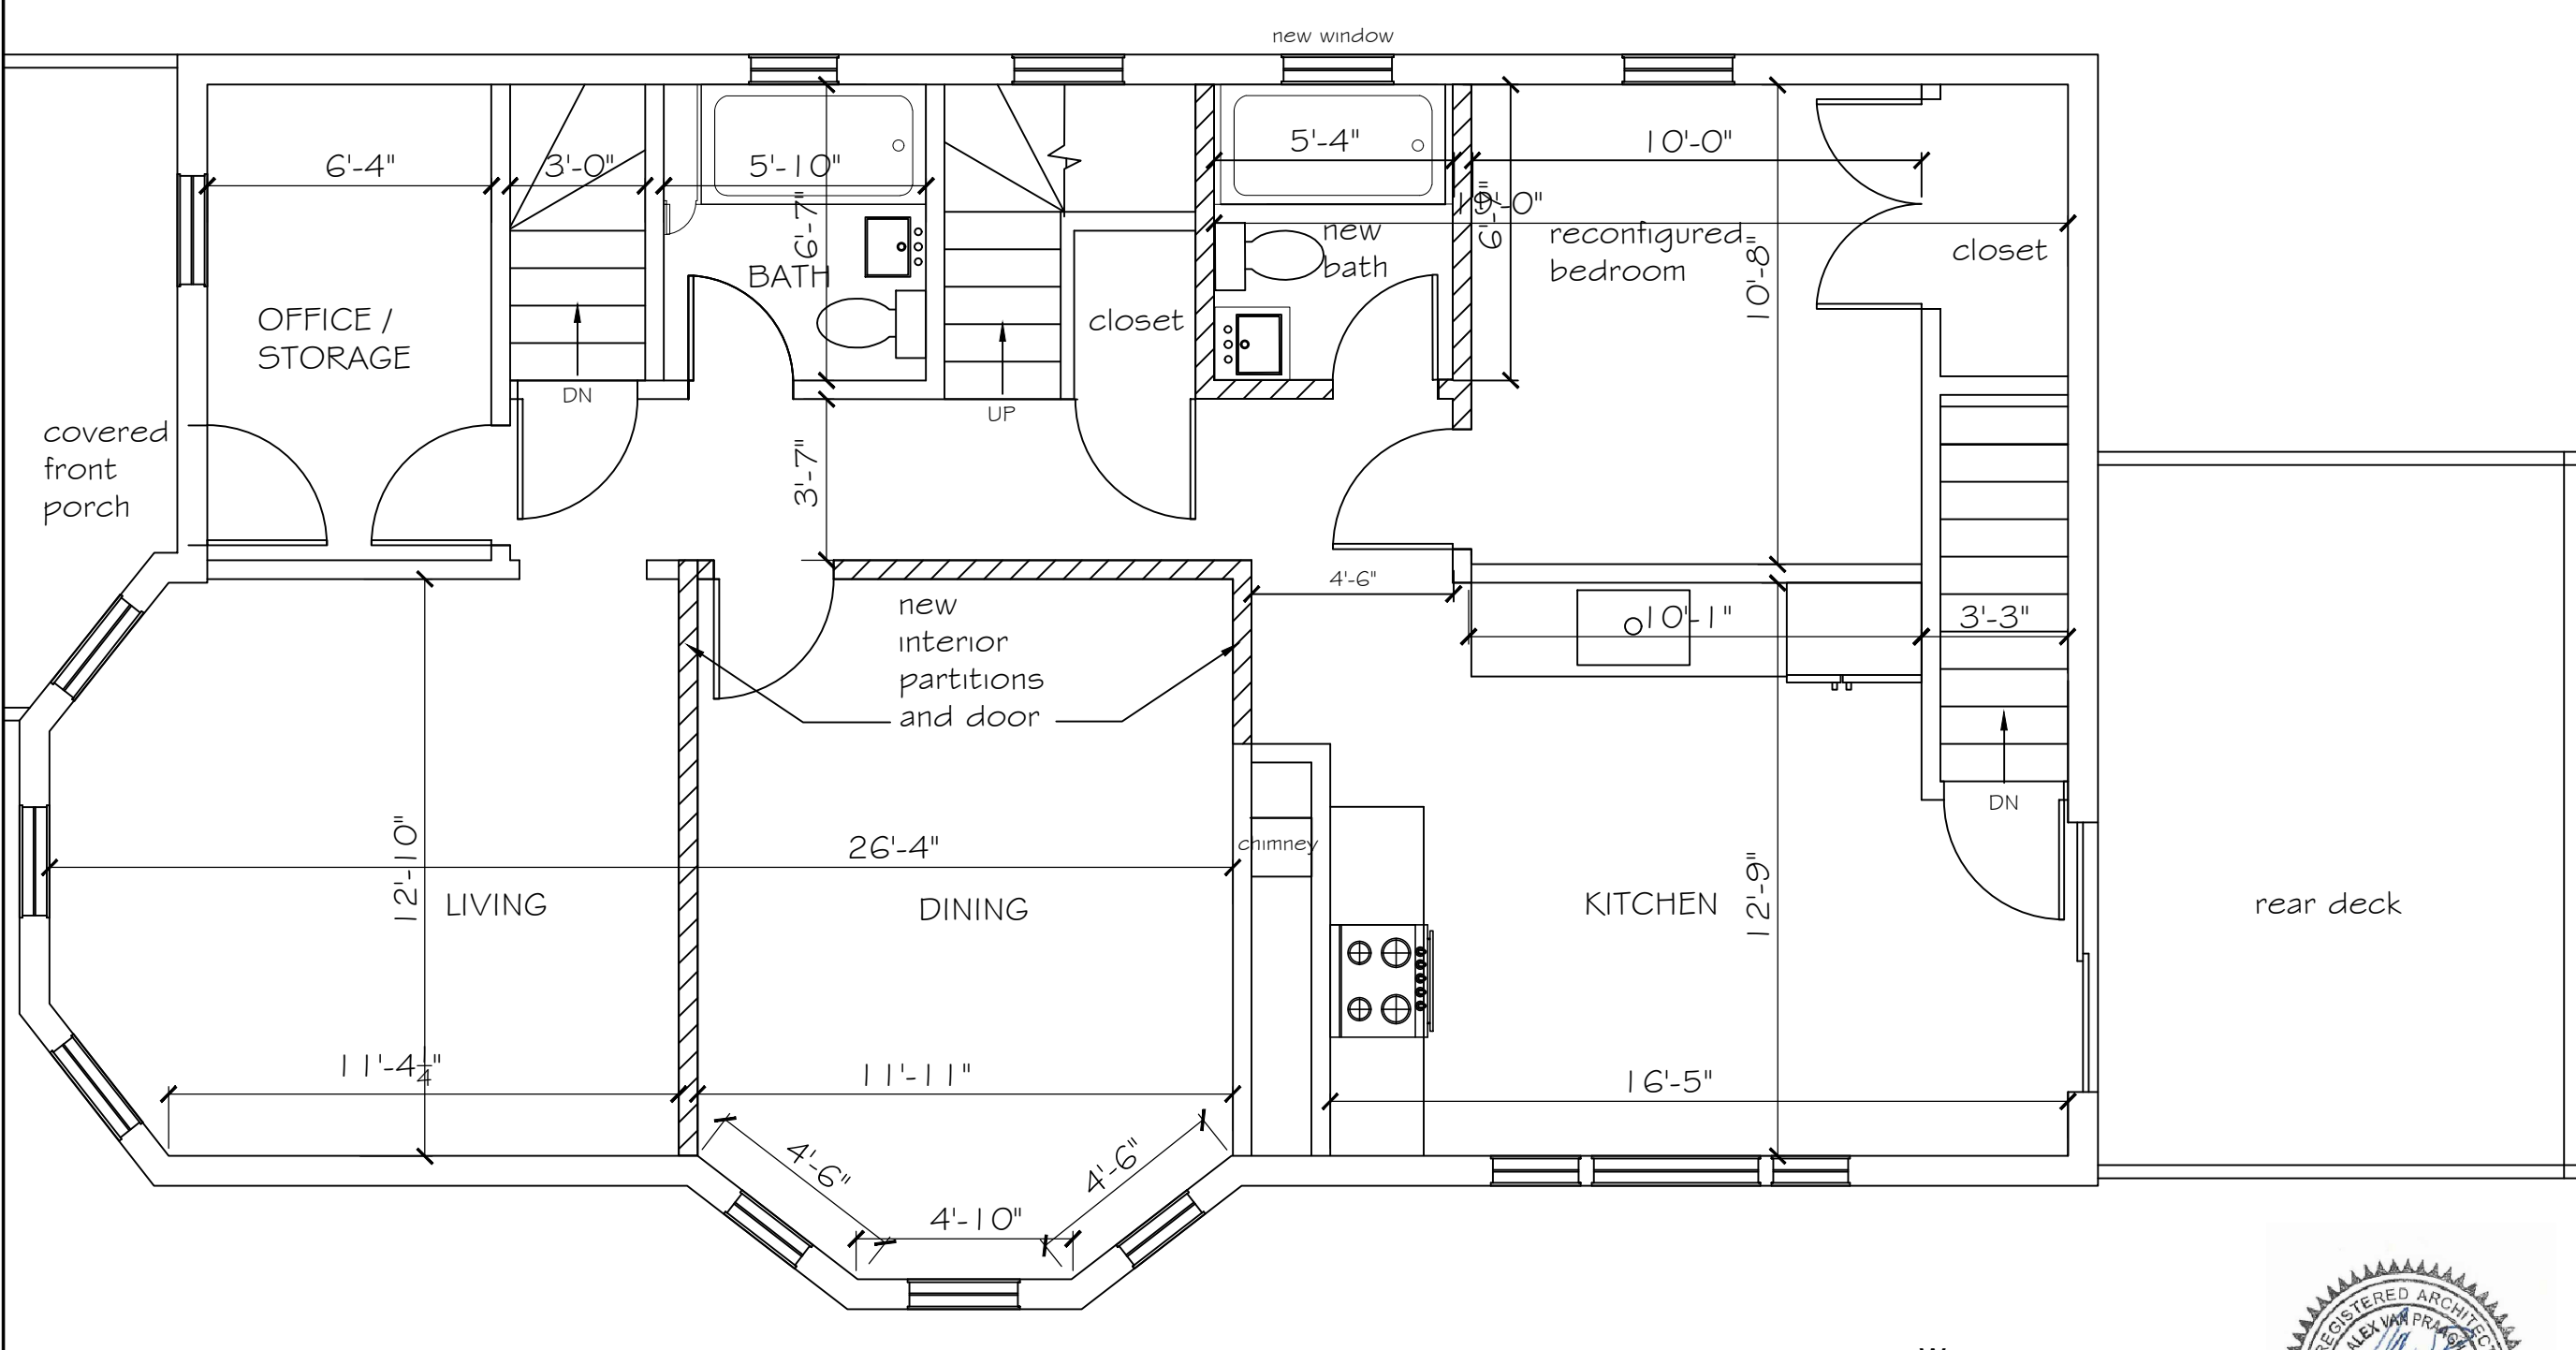 new window
6'-4"
3'-0"
5'-10"
6'-7"
5'-4"
10'-0"
6'-9"
10'-8"
BATH
new
bath
reconfigured
bedroom
closet
closet
OFFICE /
STORAGE
DN
UP
covered
front
porch
3'-7"
4'-6"
new
interior
partitions
and door
10'-1"
3'-3"
DN
12'-10"
26'-4"
chimney
LIVING
DINING
KITCHEN
12'-9"
rear deck
11'-4¼"
11'-11"
16'-5"
4'-6"
4'-6"
4'-10"
REGISTERED ARCHITECT
ALEX VAN PRAAGH